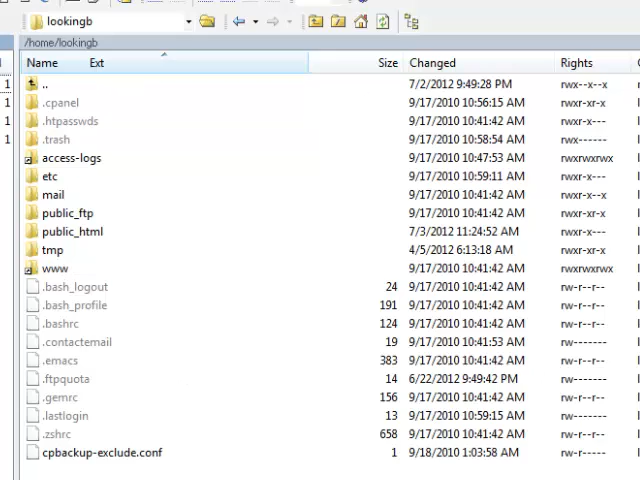 lookingb
/home/lookingb
Name Ext Size Changed Rights
1 .. 7/2/2012 9:49:28 PM rwx--x--x
1 .cpanel 9/17/2010 10:56:15 AM rwxr-xr-x
1 .htpasswds 9/17/2010 10:41:42 AM rwxr-x---
1 .trash 9/17/2010 10:58:54 AM rwx------
access-logs 9/17/2010 10:47:53 AM rwxrwxrwx
etc 9/17/2010 10:59:11 AM rwxr-x---
mail 9/17/2010 10:41:42 AM rwxr-x--x
public_ftp 9/17/2010 10:41:42 AM rwxr-xr-x
public_html 7/3/2012 11:24:52 AM rwxr-x---
tmp 4/5/2012 6:13:18 AM rwxr-xr-x
www 9/17/2010 10:41:42 AM rwxrwxrwx
.bash_logout 24 9/17/2010 10:41:42 AM rw-r--r--
.bash_profile 191 9/17/2010 10:41:42 AM rw-r--r--
.bashrc 124 9/17/2010 10:41:42 AM rw-r--r--
.contactemail 19 9/17/2010 10:41:53 AM rw-------
.emacs 383 9/17/2010 10:41:42 AM rw-r--r--
.ftpquota 14 6/22/2012 9:49:42 PM rw-------
.gemrc 156 9/17/2010 10:41:42 AM rw-r--r--
.lastlogin 13 9/17/2010 10:59:15 AM rw-------
.zshrc 658 9/17/2010 10:41:42 AM rw-r--r--
cpbackup-exclude.conf 1 9/18/2010 1:03:58 AM rw-r-----